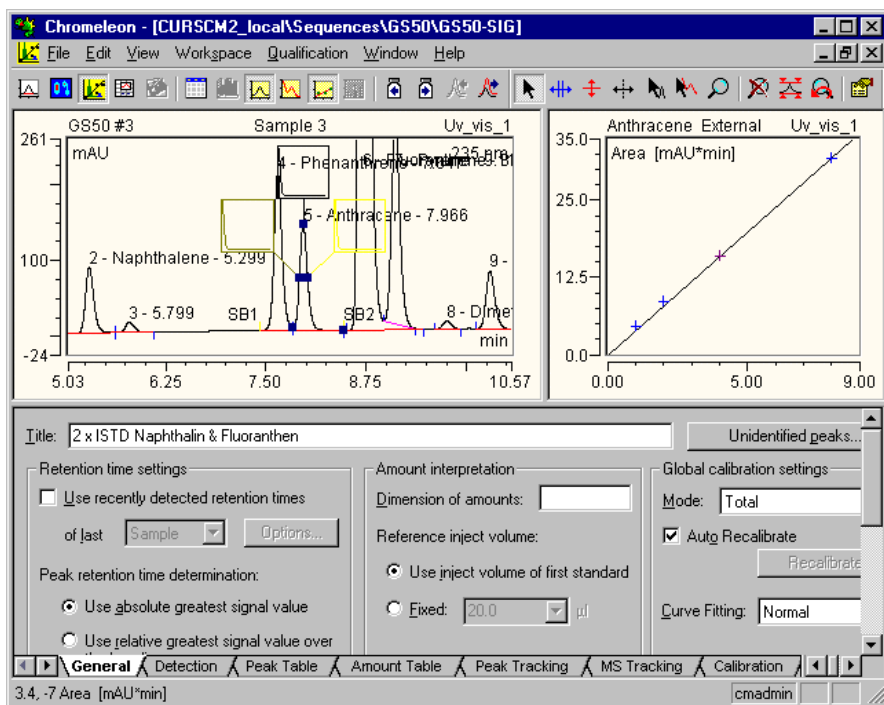 Chromeleon - [CURSCM2_local\Sequences\GS50\GS50-SIG]
File Edit View Workspace Qualification Window Help
GS50 #3 Sample 3 Uv_vis_1
261
mAU
235 nm
4 - Phenanthrene
5 - Anthracene - 7.966
100
2 - Naphthalene - 5.299
9 -
3 - 5.799
SB1
SB2
8 - Dimet
-24
min
5.03 6.25 7.50 8.75 10.57
Anthracene External Uv_vis_1
35.0
Area [mAU*min]
25.0
12.5
0.0
0.00 5.00 9.00
Title: 2 x ISTD Naphthalin & Fluoranthen
Unidentified peaks...
Retention time settings
Use recently detected retention times
of last Sample Options...
Peak retention time determination:
Use absolute greatest signal value
Use relative greatest signal value over
Amount interpretation
Dimension of amounts:
Reference inject volume:
Use inject volume of first standard
Fixed: 20.0 µl
Global calibration settings
Mode: Total
Auto Recalibrate
Recalibrate
Curve Fitting: Normal
General Detection Peak Table Amount Table Peak Tracking MS Tracking Calibration
3.4, -7 Area [mAU*min] cmadmin